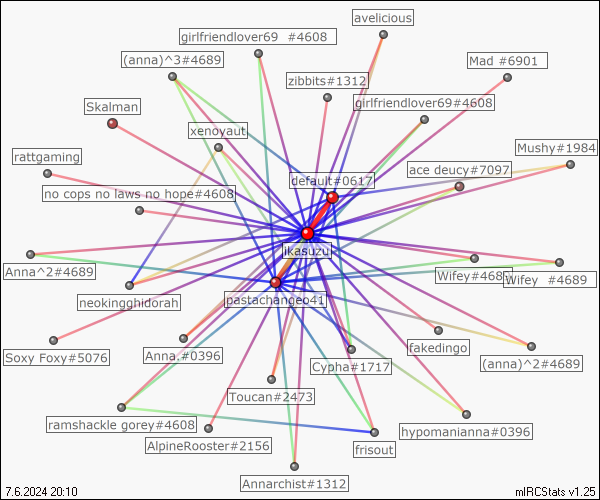 avelicious
girlfriendlover69  #4608
(anna)^3#4689
Mad #6901
zibbits#1312
girlfriendlover69#4608
Skalman
xenoyaut
Mushy#1984
rattgaming
ace deucy#7097
default#0617
no cops no laws no hope#4608
ikasuzu
Anna^2#4689
Wifey#468
Wifey  #4689
neokingghidorah
pastachangeo41
Soxy Foxy#5076
Anna.#0396
fakedingo
Cypha#1717
(anna)^2#4689
Toucan#2473
ramshackle gorey#4608
hypomanianna#0396
AlpineRooster#2156
frisout
Annarchist#1312
7.6.2024 20:10
mIRCStats v1.25